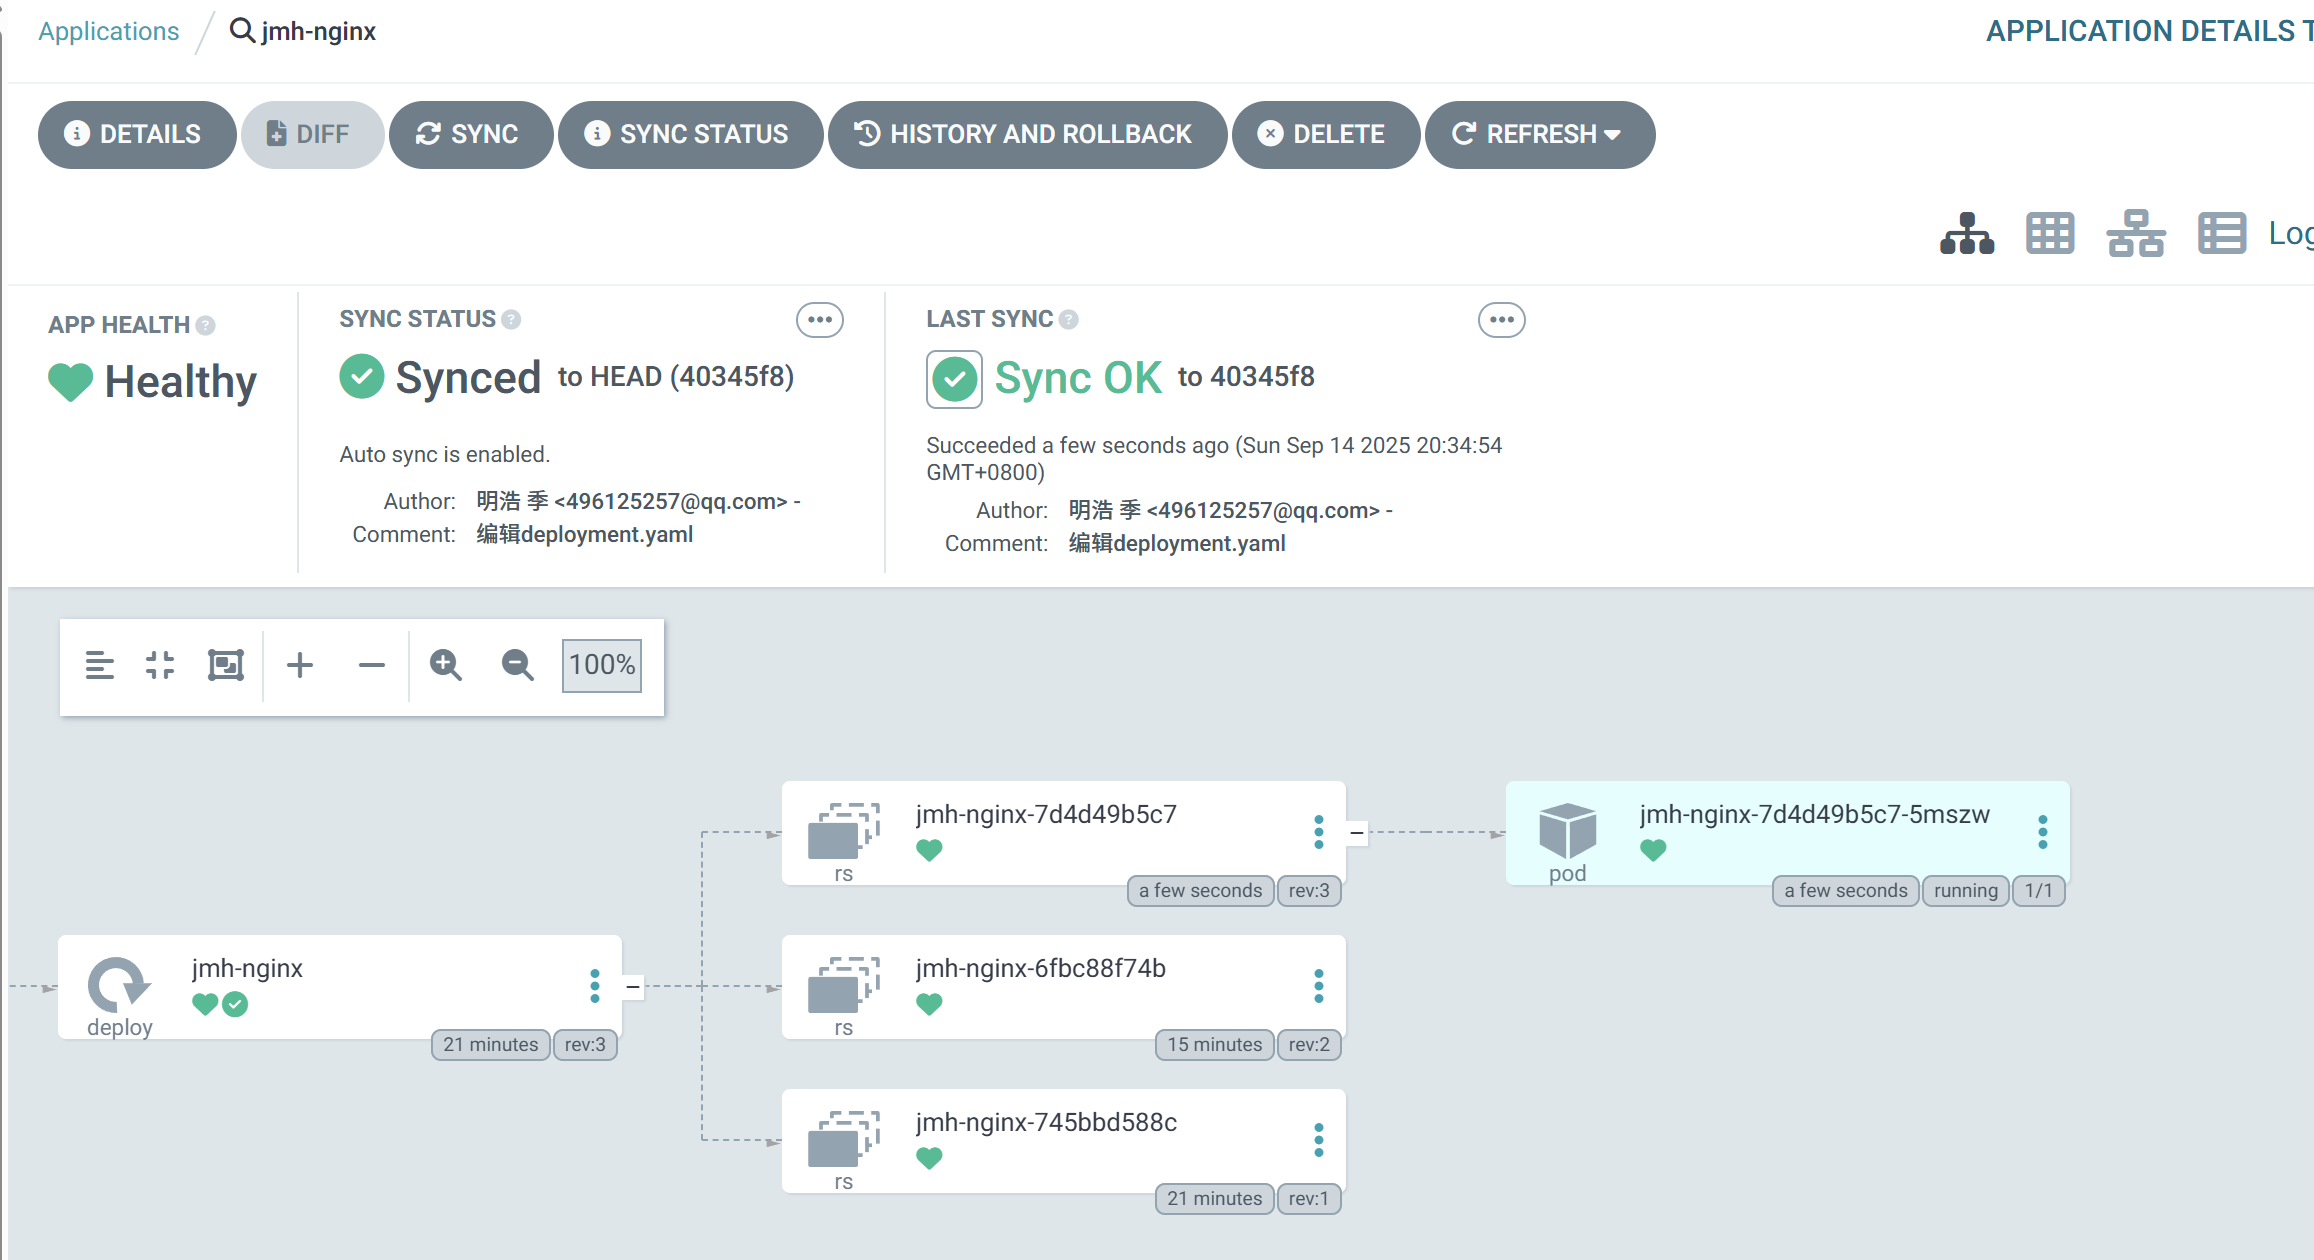 Applications
jmh-nginx
APPLICATION DETAILS T
DETAILS
DIFF
SYNC
SYNC STATUS
HISTORY AND ROLLBACK
DELETE
REFRESH
Log
APP HEALTH
Healthy
SYNC STATUS
Synced to HEAD (40345f8)
Auto sync is enabled.
Author: 明浩 季 <496125257@qq.com> -
Comment: 编辑deployment.yaml
LAST SYNC
Sync OK to 40345f8
Succeeded a few seconds ago (Sun Sep 14 2025 20:34:54
GMT+0800)
Author: 明浩 季 <496125257@qq.com> -
Comment: 编辑deployment.yaml
100%
jmh-nginx-7d4d49b5c7
rs
a few seconds
rev:3
jmh-nginx-7d4d49b5c7-5mszw
pod
a few seconds
running
1/1
jmh-nginx
deploy
21 minutes
rev:3
jmh-nginx-6fbc88f74b
rs
15 minutes
rev:2
jmh-nginx-745bbd588c
rs
21 minutes
rev:1